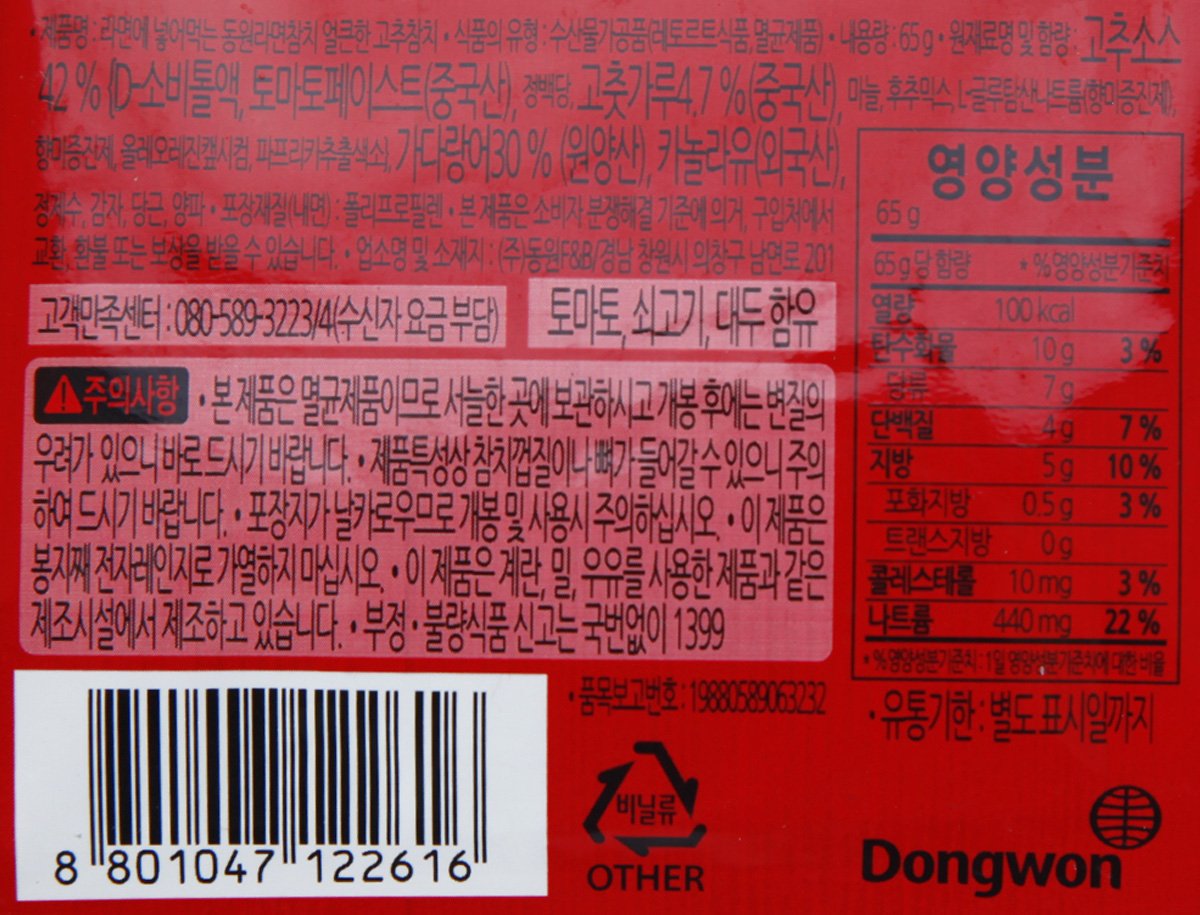 •제품명 : 라면에 넣어먹는 동원라면참치 얼큰한 고추참치 • 식품의 유형 : 수산물가공품(레토르트식품, 멸균제품) • 내용량 : 65g • 원재료명 및 함량 : 고추소스
42 % {D-소비톨액, 토마토페이스트(중국산), 정백당, 고춧가루4.7 %(중국산), 마늘, 후추믹스, L-글루탐산나트륨(향미증진제),
향미증진제, 올레오레진캪시컴, 파프리카추출색소}, 가다랑어30 % (원양산), 카놀라유(외국산),
정제수, 감자, 당근, 양파 • 포장재질(내면) : 폴리프로필렌 • 본 제품은 소비자 분쟁해결 기준에 의거, 구입처에서
교환, 환불 또는 보상을 받을 수 있습니다. • 업소명 및 소재지 : (주)동원F&B/경남 창원시 의창구 남면로 201
고객만족센터 : 080-589-3223/4(수신자 요금 부담)
토마토, 쇠고기, 대두 함유
주의사항 • 본 제품은 멸균제품이므로 서늘한 곳에 보관하시고 개봉 후에는 변질의
우려가 있으니 바로 드시기 바랍니다. • 제품특성상 참치껍질이나 뼈가 들어갈 수 있으니 주의
하여 드시기 바랍니다. • 포장지가 날카로우므로 개봉 및 사용시 주의하십시오. • 이 제품은
봉지째 전자레인지로 가열하지 마십시오. • 이 제품은 계란, 밀, 우유를 사용한 제품과 같은
제조시설에서 제조하고 있습니다. • 부정 • 불량식품 신고는 국번없이 1399
영양성분
65 g
65 g 당 함량 * % 영양성분기준치
열량 100 kcal
탄수화물 10 g 3 %
당류 7 g
단백질 4 g 7 %
지방 5 g 10 %
포화지방 0.5 g 3 %
트랜스지방 0 g
콜레스테롤 10 mg 3 %
나트륨 440 mg 22 %
* % 영양성분기준치 : 1일 영양성분기준치에 대한 비율
• 품목보고번호 : 19880589063232
• 유통기한 : 별도 표시일까지
비닐류
OTHER
Dongwon
8 801047 122616